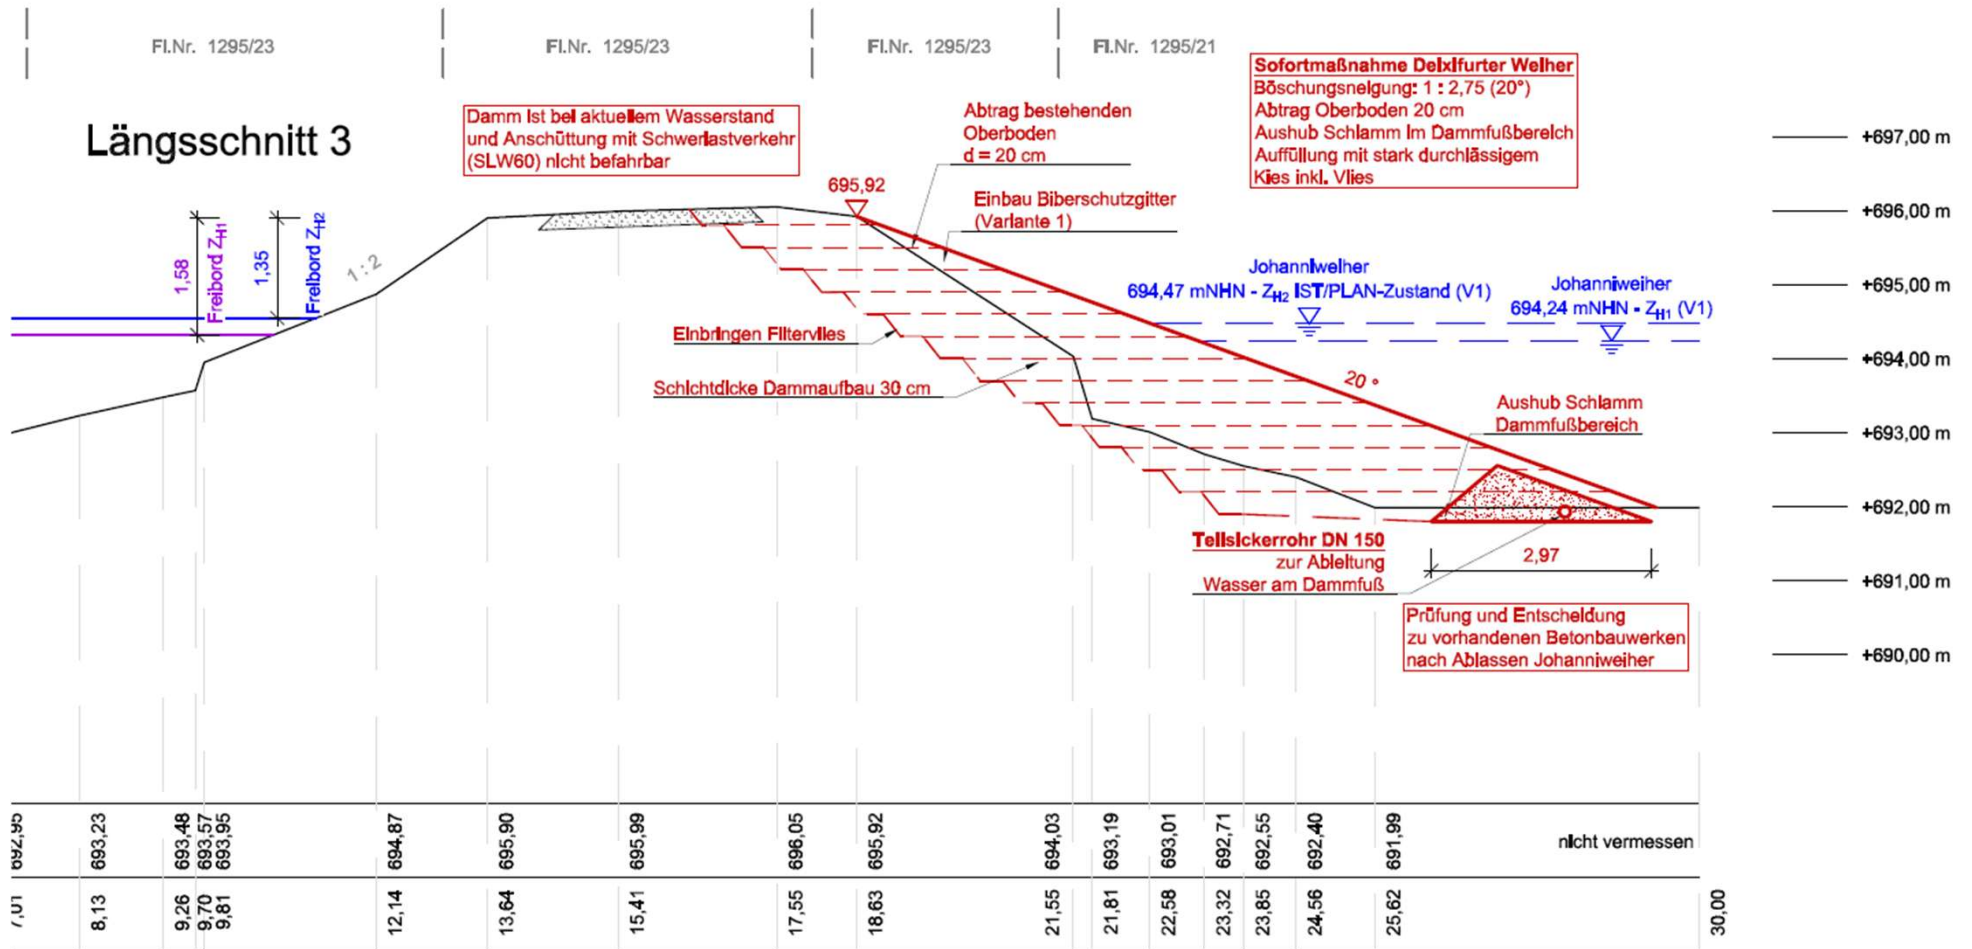 Fl.Nr. 1295/23
Fl.Nr. 1295/23
Fl.Nr. 1295/23
Fl.Nr. 1295/21
Längsschnitt 3
Damm ist bei aktuellem Wasserstand
und Anschüttung mit Schwerlastverkehr
(SLW60) nicht befahrbar
Abtrag bestehenden
Oberboden
d = 20 cm
Sofortmaßnahme Deixlfurter Weiher
Böschungsneigung: 1 : 2,75 (20°)
Abtrag Oberboden 20 cm
Aushub Schlamm im Dammfußbereich
Auffüllung mit stark durchlässigem
Kies inkl. Vlies
+697,00 m
+696,00 m
+695,00 m
+694,00 m
+693,00 m
+692,00 m
+691,00 m
+690,00 m
695,92
Einbau Biberschutzgitter
(Variante 1)
1,58
Freibord ZH1
1,35
Freibord ZH2
1 : 2
Johanniweiher
694,47 mNHN - ZH2 IST/PLAN-Zustand (V1)
Johanniweiher
694,24 mNHN - ZH1 (V1)
Einbringen Filtervlies
Schichtdicke Dammaufbau 30 cm
20 °
Aushub Schlamm
Dammfußbereich
Teilsickerrohr DN 150
zur Ableitung
Wasser am Dammfuß
2,97
Prüfung und Entscheidung
zu vorhandenen Betonbauwerken
nach Ablassen Johanniweiher
692,95
693,23
693,48
693,57
693,95
694,87
695,90
695,99
696,05
695,92
694,03
693,19
693,01
692,71
692,55
692,40
691,99
nicht vermessen
7,01
8,13
9,26
9,70
9,81
12,14
13,64
15,41
17,55
18,63
21,55
21,81
22,58
23,32
23,85
24,56
25,62
30,00